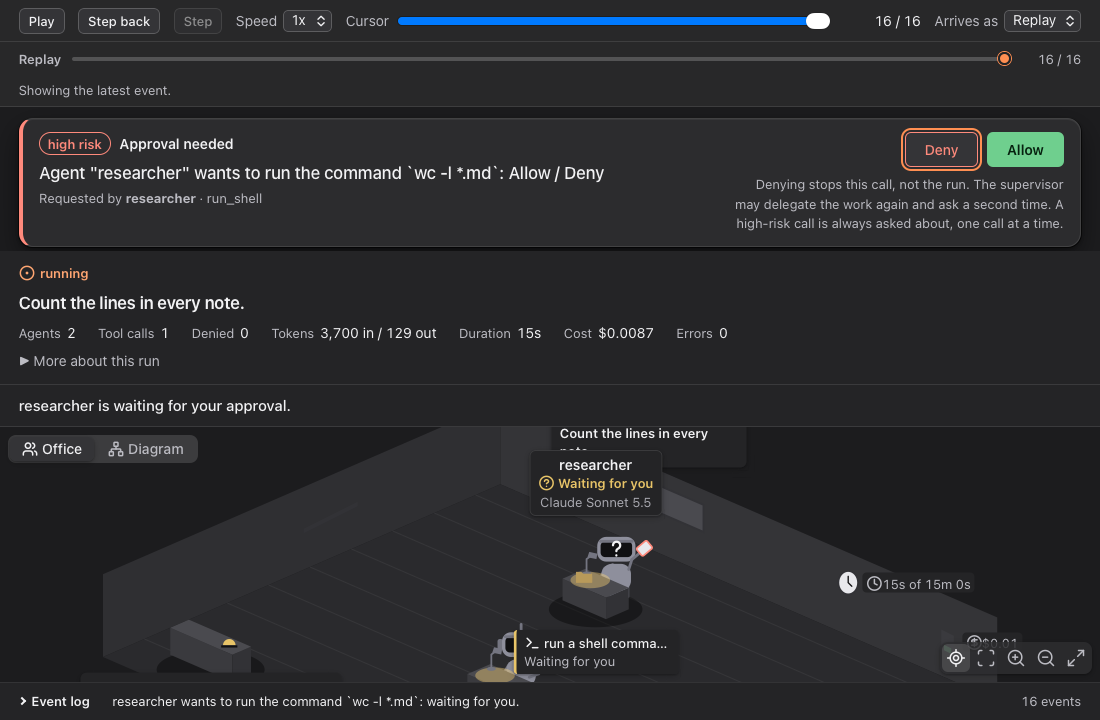 Play Step back Step Speed 1x Cursor 16 / 16 Arrives as Replay
Replay 16 / 16
Showing the latest event.
high risk Approval needed
Agent "researcher" wants to run the command `wc -l *.md`: Allow / Deny
Requested by researcher · run_shell
Deny Allow
Denying stops this call, not the run. The supervisor
may delegate the work again and ask a second time. A
high-risk call is always asked about, one call at a time.
running
Count the lines in every note.
Agents 2 Tool calls 1 Denied 0 Tokens 3,700 in / 129 out Duration 15s Cost $0.0087 Errors 0
More about this run
researcher is waiting for your approval.
Office Diagram
Count the lines in every
researcher
Waiting for you
Claude Sonnet 5.5
?
15s of 15m 0s
run a shell comma...
Waiting for you
$0.01
Event log researcher wants to run the command `wc -l *.md`: waiting for you. 16 events